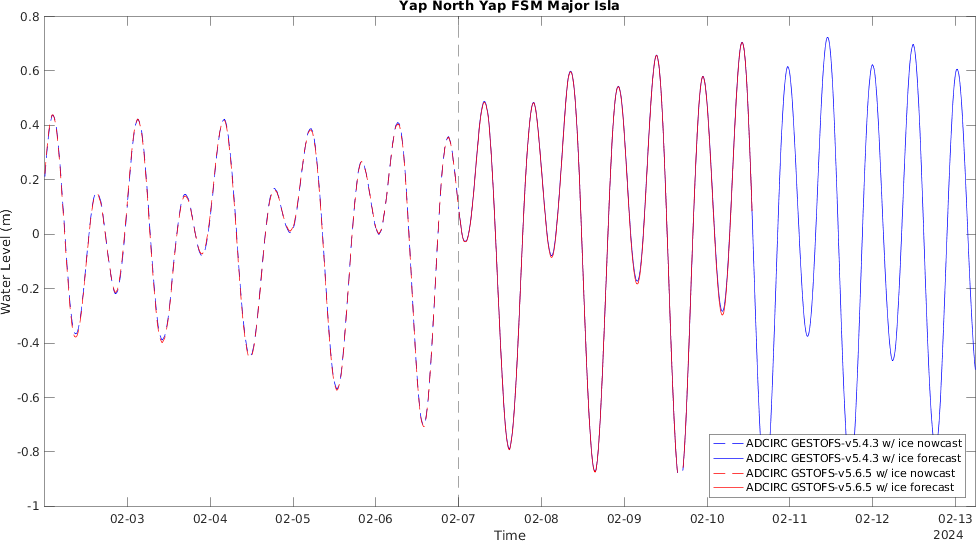 Yap North Yap FSM Major Isla
0.8
0.6
0.4
0.2
0
-0.2
-0.4
-0.6
-0.8
-1
Water Level (m)
ADCIRC GESTOFS-v5.4.3 w/ ice nowcast
ADCIRC GESTOFS-v5.4.3 w/ ice forecast
ADCIRC GSTOFS-v5.6.5 w/ ice nowcast
ADCIRC GSTOFS-v5.6.5 w/ ice forecast
02-03 02-04 02-05 02-06 02-07 02-08 02-09 02-10 02-11 02-12 02-13
Time 2024